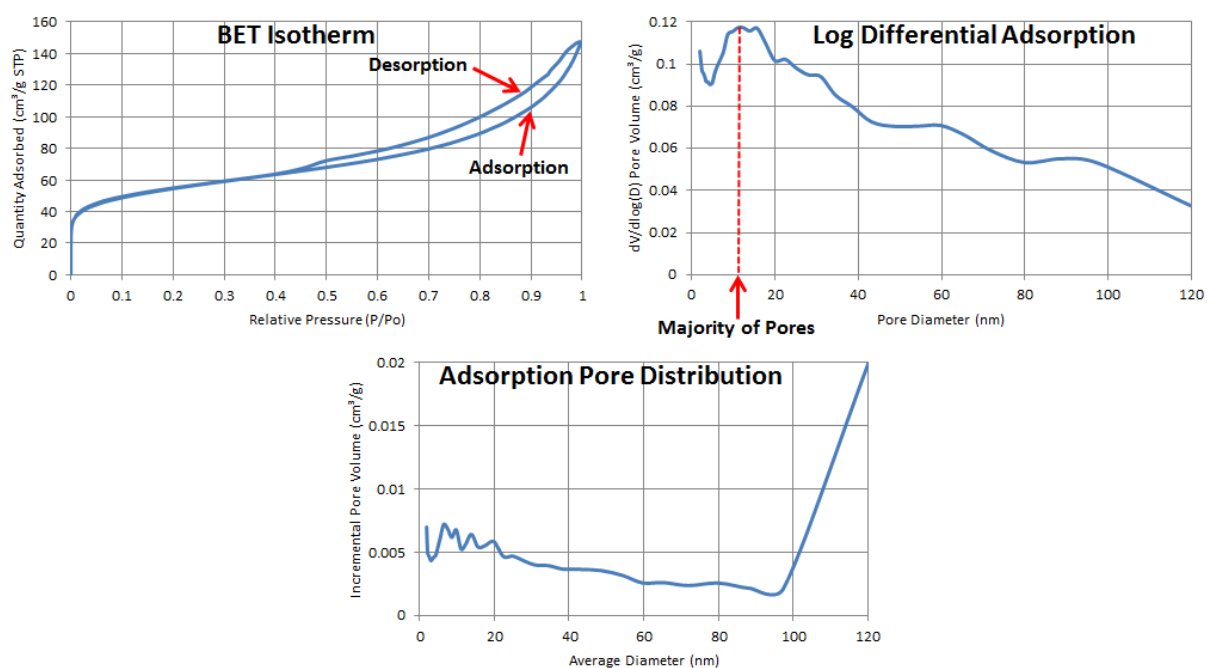 BET Isotherm
Quantity Adsorbed (cm³/g STP)
160
140
120
100
80
60
40
20
0
Desorption
Adsorption
0 0.1 0.2 0.3 0.4 0.5 0.6 0.7 0.8 0.9 1
Relative Pressure (P/Po)
Log Differential Adsorption
dV/dlog(D) Pore Volume (cm³/g)
0.12
0.1
0.08
0.06
0.04
0.02
0
0 20 40 60 80 100 120
Majority of Pores
Pore Diameter (nm)
Adsorption Pore Distribution
Incremental Pore Volume (cm³/g)
0.02
0.015
0.01
0.005
0
0 20 40 60 80 100 120
Average Diameter (nm)